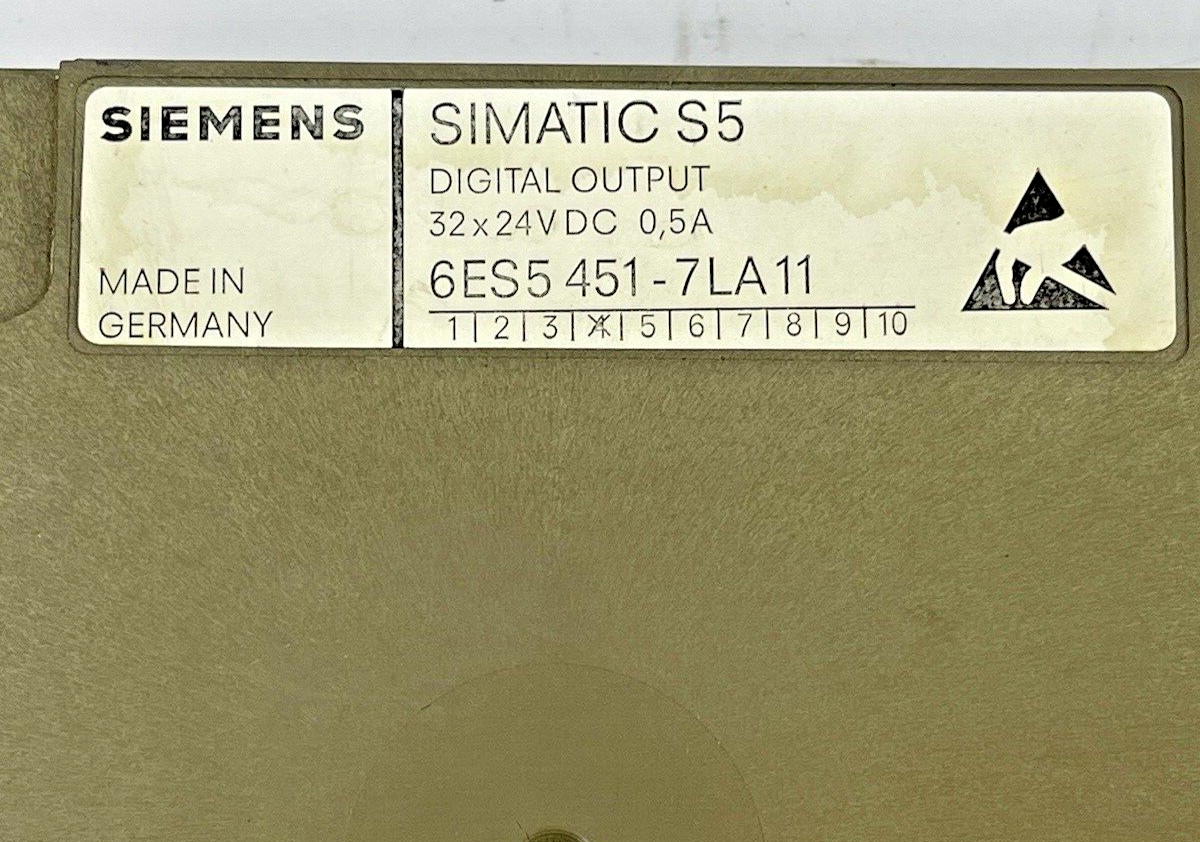 SIEMENS
SIMATIC S5
DIGITAL OUTPUT
32x24VDC 0,5A
6ES5 451-7LA11
MADE IN
GERMANY
1|2|3|4|5|6|7|8|9|10